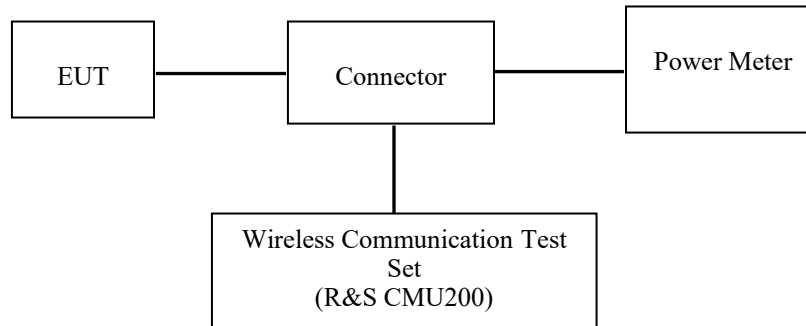 EUT
Connector
Power Meter
Wireless Communication Test
Set
(R&S CMU200)